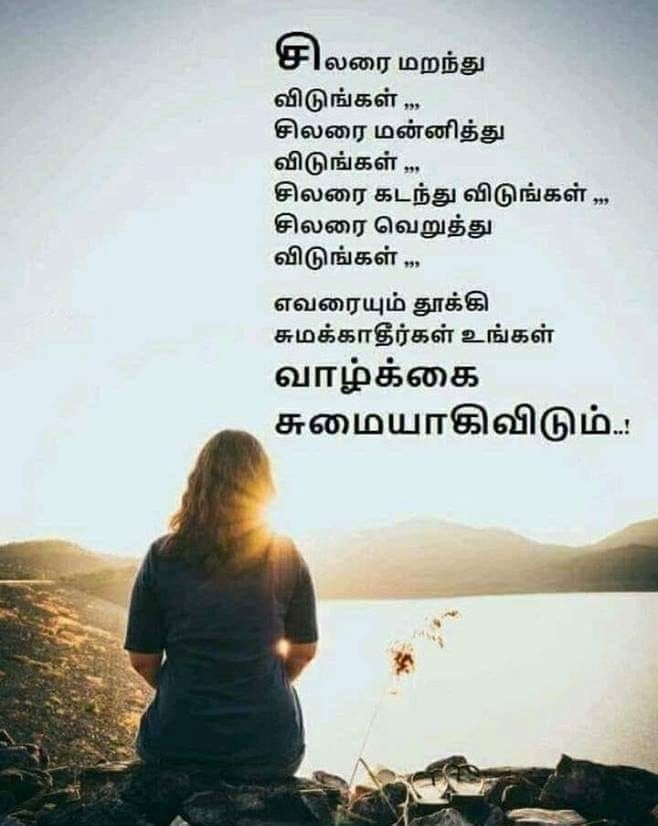 சிலரை மறந்து
விடுங்கள் ,,,
சிலரை மன்னித்து
விடுங்கள் ,,,
சிலரை கடந்து விடுங்கள் ,,,
சிலரை வெறுத்து
விடுங்கள் ,,,
எவரையும் தூக்கி
சுமக்காதீர்கள் உங்கள்
வாழ்க்கை
சுமையாகிவிடும்..!